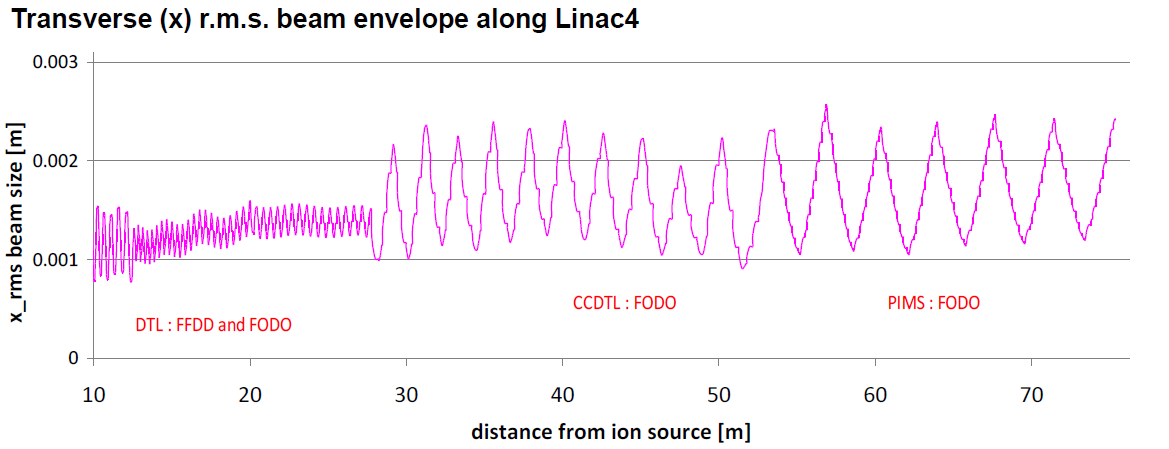 Transverse (x) r.m.s. beam envelope along Linac4
0.003
0.002
0.001
0
x_rms beam size [m]
DTL : FFDD and FODO
CCDTL : FODO
PIMS : FODO
10 20 30 40 50 60 70
distance from ion source [m]